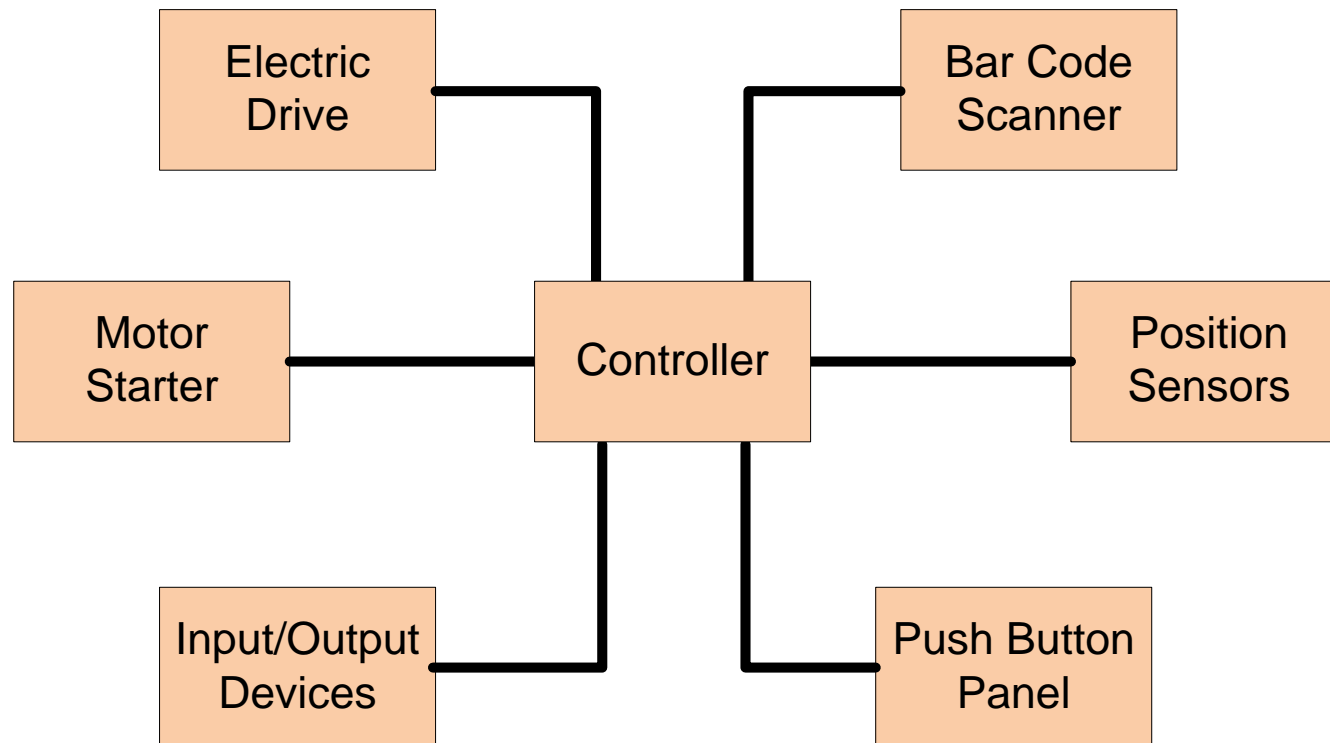 Electric
Drive
Bar Code
Scanner
Motor
Starter
Controller
Position
Sensors
Input/Output
Devices
Push Button
Panel